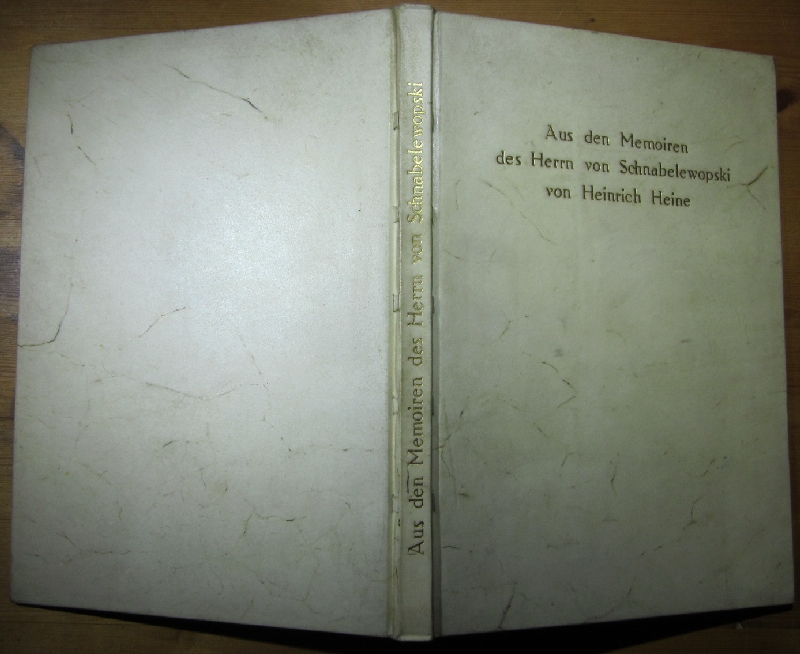 Aus den Memoiren des Herrn von Schnabelewopski
Aus den Memoiren
des Herrn von Schnabelewopski
von Heinrich Heine